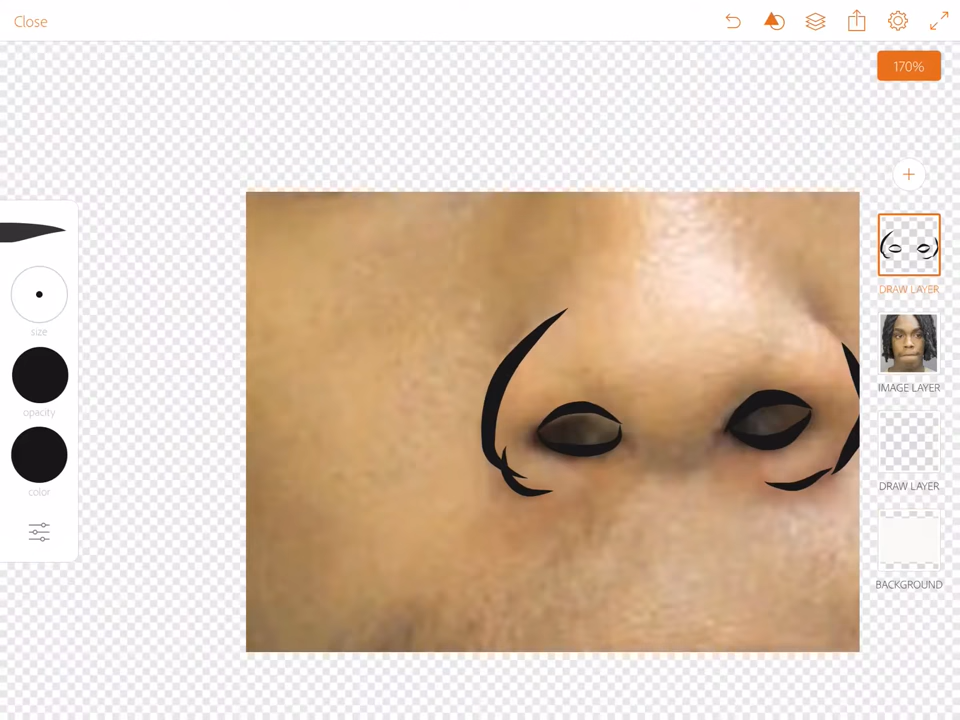 Close
170%
size
opacity
color
DRAW LAYER
IMAGE LAYER
DRAW LAYER
BACKGROUND